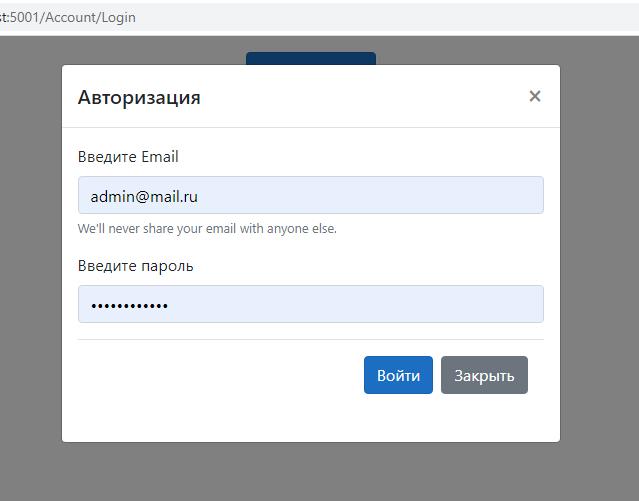 st:5001/Account/Login
Авторизация
×
Введите Email
admin@mail.ru
We'll never share your email with anyone else.
Введите пароль
••••••••••••
Войти Закрыть